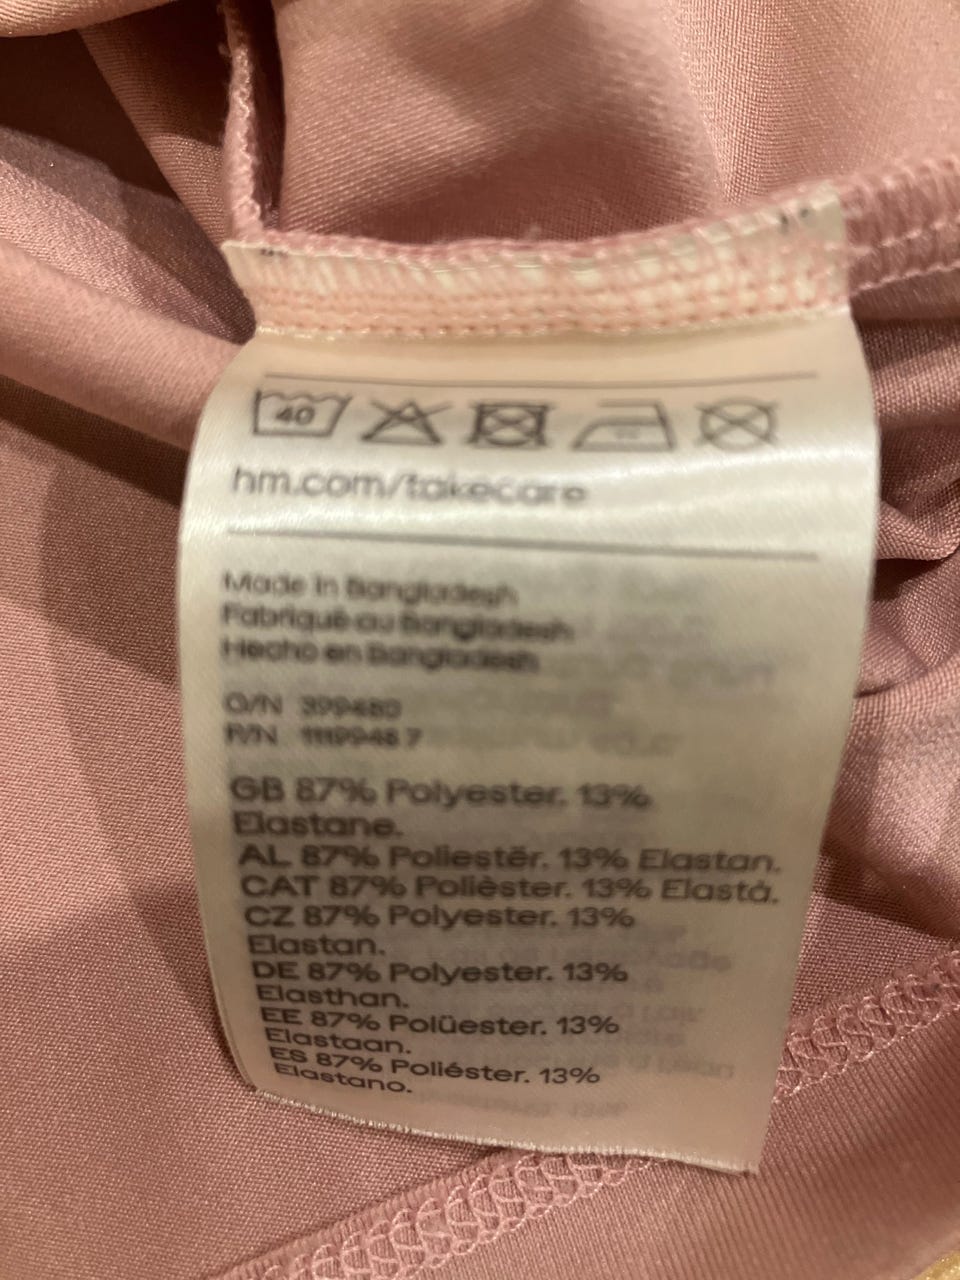 40
hm.com/takecare
Made in Bangladesh
Fabriqué au Bangladesh
Hecho en Bangladesh
O/N 399480
P/N
GB 87% Polyester. 13%
Elastane.
AL 87% Poliestër. 13% Elastan.
CAT 87% Polièster. 13% Elastà.
CZ 87% Polyester. 13%
Elastan.
DE 87% Polyester. 13%
Elasthan.
EE 87% Polüester. 13%
Elastaan.
ES 87% Poliéster. 13%
Elastano.